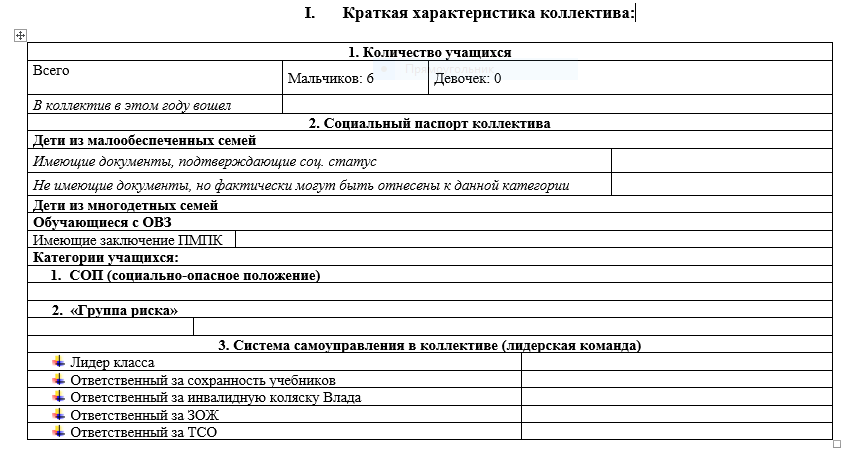 I. Краткая характеристика коллектива:
1. Количество учащихся
Всего
Мальчиков: 6
Девочек: 0
В коллектив в этом году вошел
2. Социальный паспорт коллектива
Дети из малообеспеченных семей
Имеющие документы, подтверждающие соц. статус
Не имеющие документы, но фактически могут быть отнесены к данной категории
Дети из многодетных семей
Обучающиеся с ОВЗ
Имеющие заключение ПМПК
Категории учащихся:
1. СОП (социально-опасное положение)
2. «Группа риска»
3. Система самоуправления в коллективе (лидерская команда)
Лидер класса
Ответственный за сохранность учебников
Ответственный за инвалидную коляску Влада
Ответственный за ЗОЖ
Ответственный за ТСО